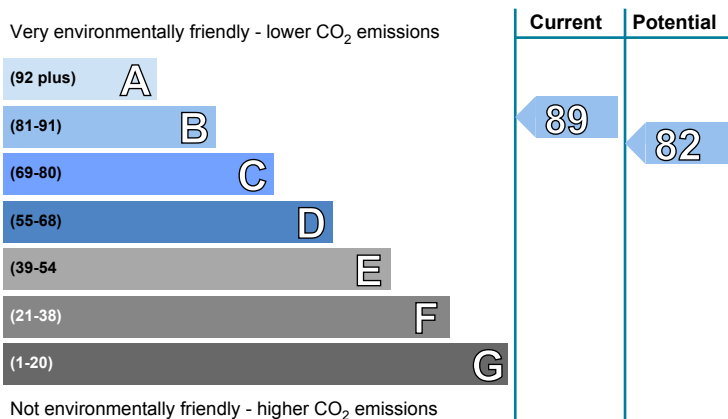 Very environmentally friendly - lower CO2 emissions
Current
Potential
(92 plus) A
(81-91) B
(69-80) C
(55-68) D
(39-54 E
(21-38) F
(1-20) G
89
82
Not environmentally friendly - higher CO2 emissions